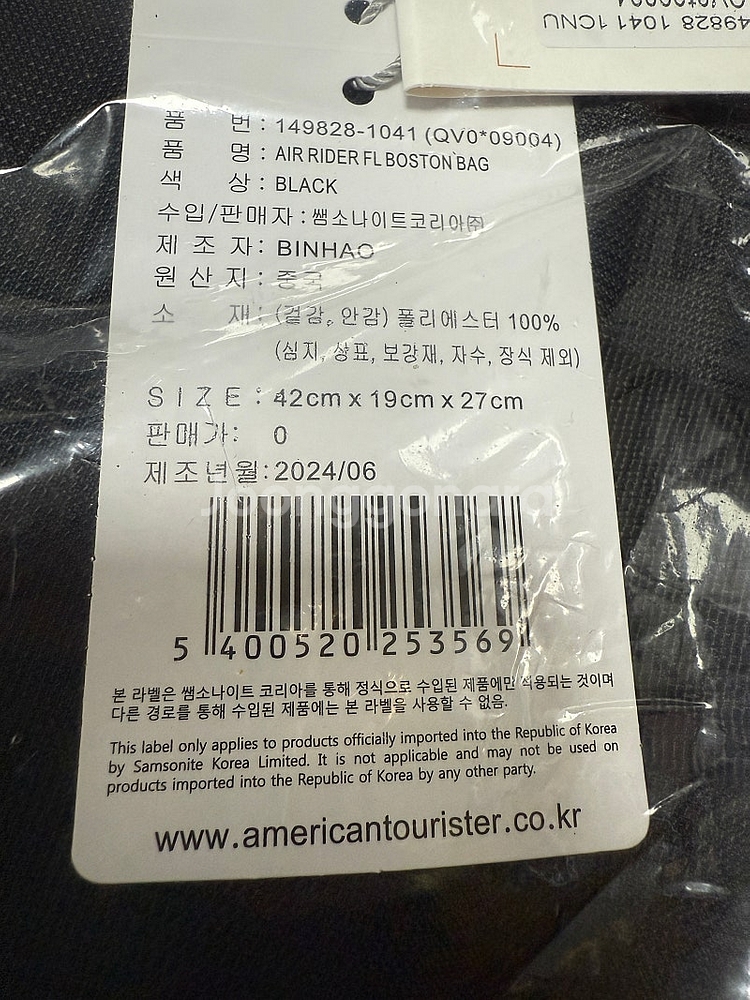 49828 1041 1CNU
품 번 : 149828-1041 (QV0*09004)
품 명 : AIR RIDER FL BOSTON BAG
색 상 : BLACK
수입/판매자 : 쌤소나이트코리아㈜
제 조 자 : BINHAO
원 산 지 : 중국
소 재 : (겉감, 안감) 폴리에스터 100%
(심지, 상표, 보강재, 자수, 장식 제외)
SIZE : 42cm x 19cm x 27cm
판매가 : 0
제조년월:2024/06
5 400520 253569
본 라벨은 쌤소나이트 코리아를 통해 정식으로 수입된 제품에만 적용되는 것이며
다른 경로를 통해 수입된 제품에는 본 라벨을 사용할 수 없음.
This label only applies to products officially imported into the Republic of Korea
by Samsonite Korea Limited. It is not applicable and may not be used on
products imported into the Republic of Korea by any other party.
www.americantourister.co.kr